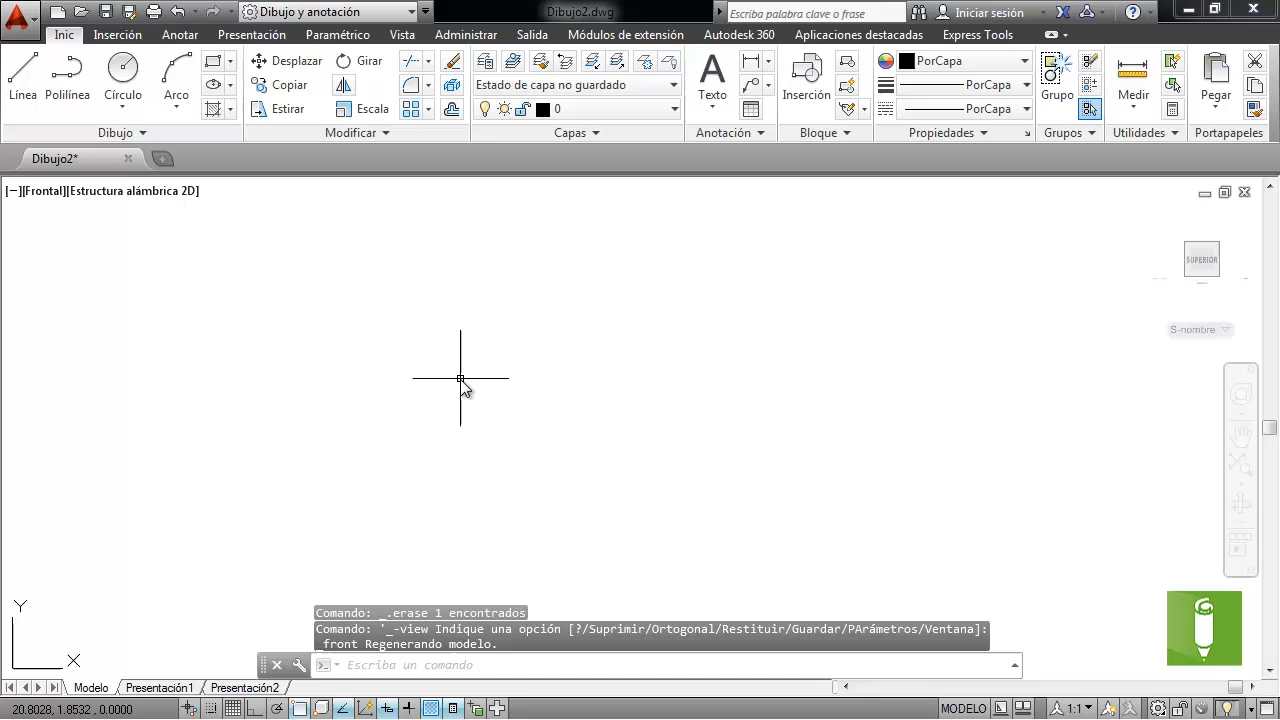 Dibujo y anotación
Dibujo2.dwg
Escriba palabra clave o frase
Iniciar sesión
Inic Inserción Anotar Presentación Paramétrico Vista Administrar Salida Módulos de extensión Autodesk 360 Aplicaciones destacadas Express Tools
Línea Polilínea Círculo Arco
Dibujo
Desplazar Girar
Copiar
Estirar Escala
Modificar
Estado de capa no guardado
0
Capas
Texto
Anotación
Inserción
Bloque
PorCapa
PorCapa
PorCapa
Propiedades
Grupo
Grupos
Medir
Utilidades
Pegar
Portapapeles
Dibujo2*
[−]|Frontal]|Estructura alámbrica 2D]
SUPERIOR
S-nombre
Comando: _.erase 1 encontrados
Comando: '_-view Indique una opción [?/Suprimir/Ortogonal/Restituir/Guardar/PArámetros/Ventana]:
_front Regenerando modelo.
Escriba un comando
Y
X
Modelo Presentación1 Presentación2
20.8028, 1.8532 , 0.0000
MODELO
1:1